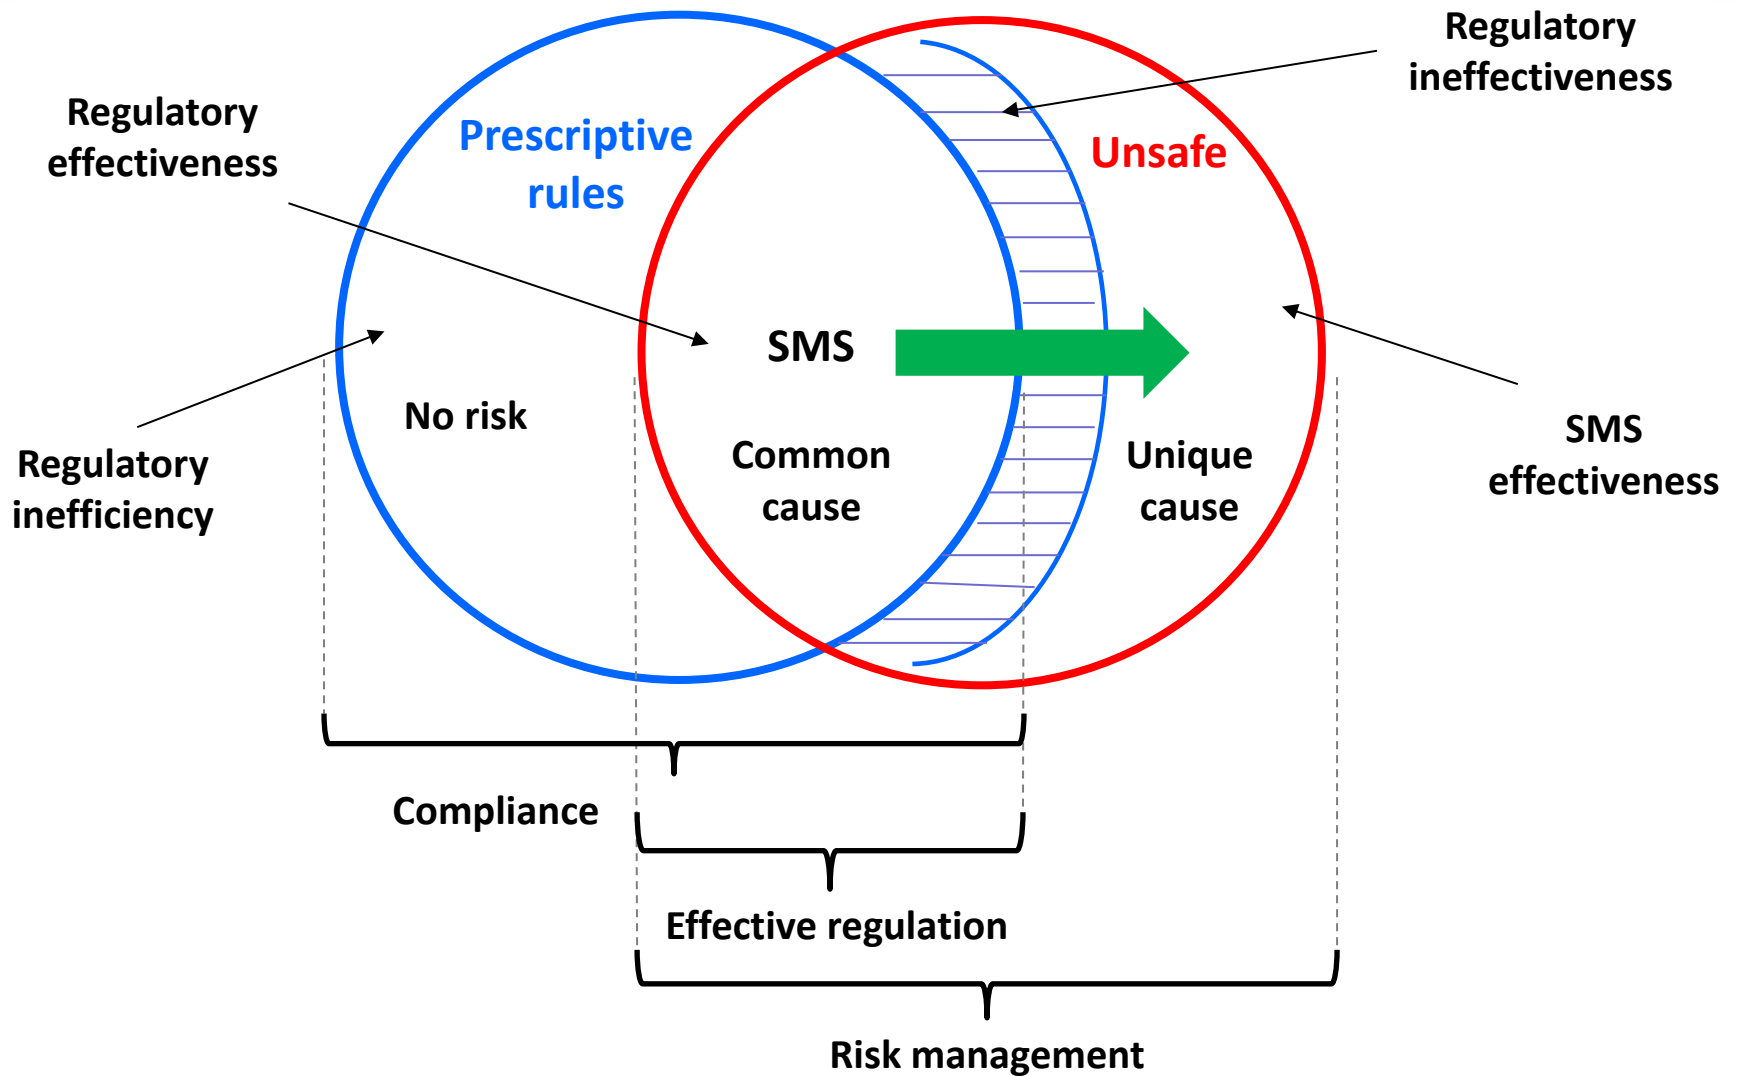 Regulatory
ineffectiveness
Regulatory
effectiveness
Prescriptive
rules
Unsafe
SMS
No risk
Common
cause
Unique
cause
SMS
effectiveness
Regulatory
inefficiency
Compliance
Effective regulation
Risk management